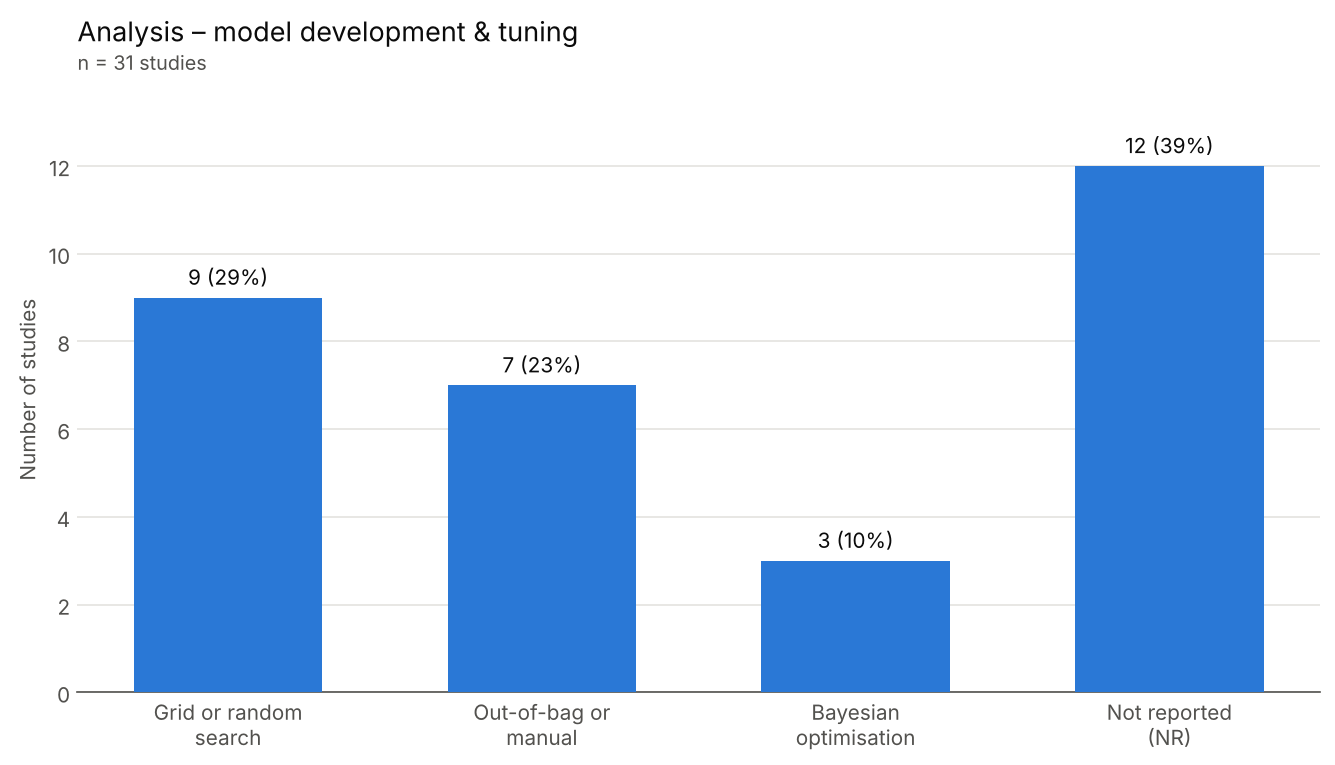 Analysis – model development & tuning
n = 31 studies
12 (39%)
12
10
9 (29%)
8
7 (23%)
6
4
3 (10%)
2
0
Number of studies
Grid or random
search
Out-of-bag or
manual
Bayesian
optimisation
Not reported
(NR)